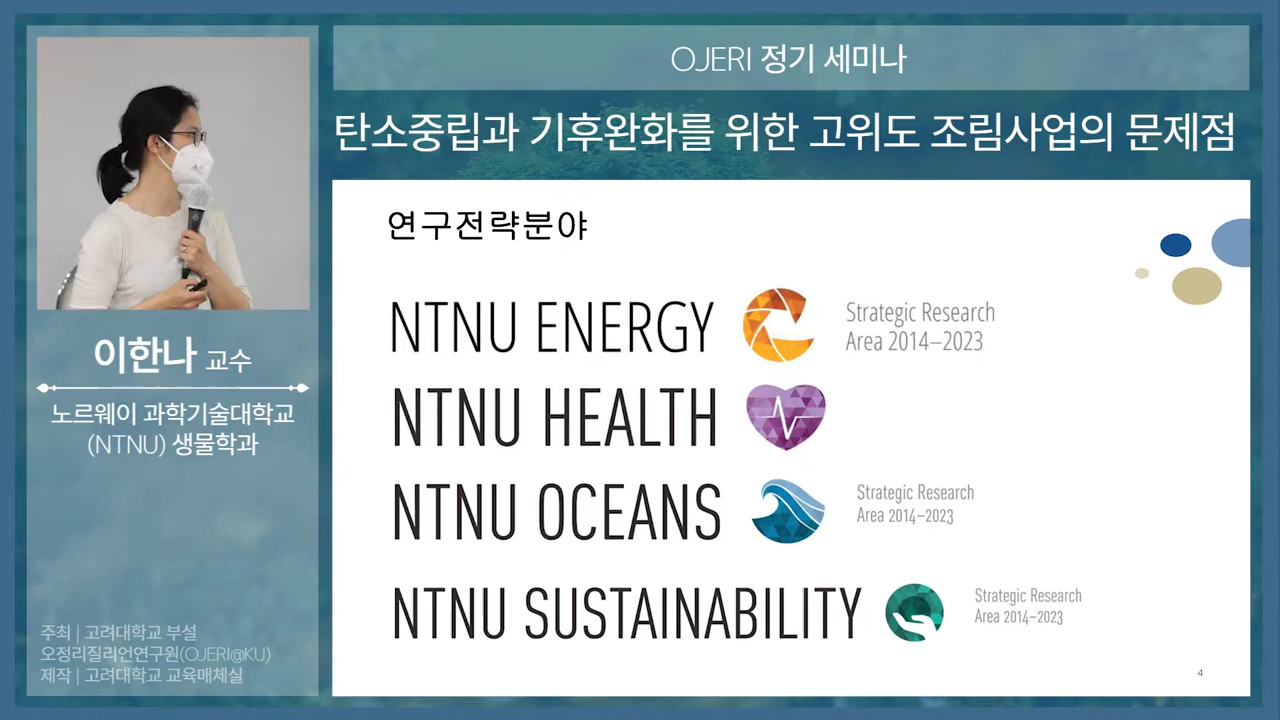 OJERI 정기 세미나
탄소중립과 기후완화를 위한 고위도 조림사업의 문제점
이한나 교수
노르웨이 과학기술대학교
(NTNU) 생물학과
주최 | 고려대학교 부설
오정리질리언연구원(OJERI@KU)
제작 | 고려대학교 교육매체실
연구전략분야
NTNU ENERGY
Strategic Research
Area 2014–2023
NTNU HEALTH
NTNU OCEANS
Strategic Research
Area 2014–2023
NTNU SUSTAINABILITY
Strategic Research
Area 2014–2023
4